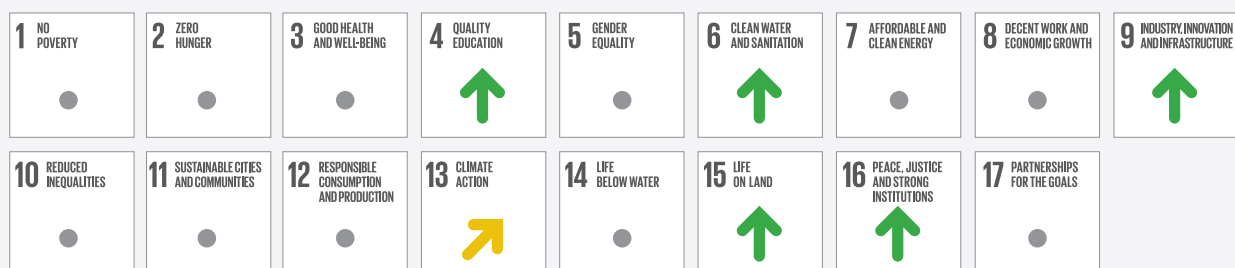 1 NO
POVERTY
2 ZERO
HUNGER
3 GOOD HEALTH
AND WELL-BEING
4 QUALITY
EDUCATION
5 GENDER
EQUALITY
6 CLEAN WATER
AND SANITATION
7 AFFORDABLE AND
CLEAN ENERGY
8 DECENT WORK AND
ECONOMIC GROWTH
9 INDUSTRY, INNOVATION
AND INFRASTRUCTURE
10 REDUCED
INEQUALITIES
11 SUSTAINABLE CITIES
AND COMMUNITIES
12 RESPONSIBLE
CONSUMPTION
AND PRODUCTION
13 CLIMATE
ACTION
14 LIFE
BELOW WATER
15 LIFE
ON LAND
16 PEACE, JUSTICE
AND STRONG
INSTITUTIONS
17 PARTNERSHIPS
FOR THE GOALS